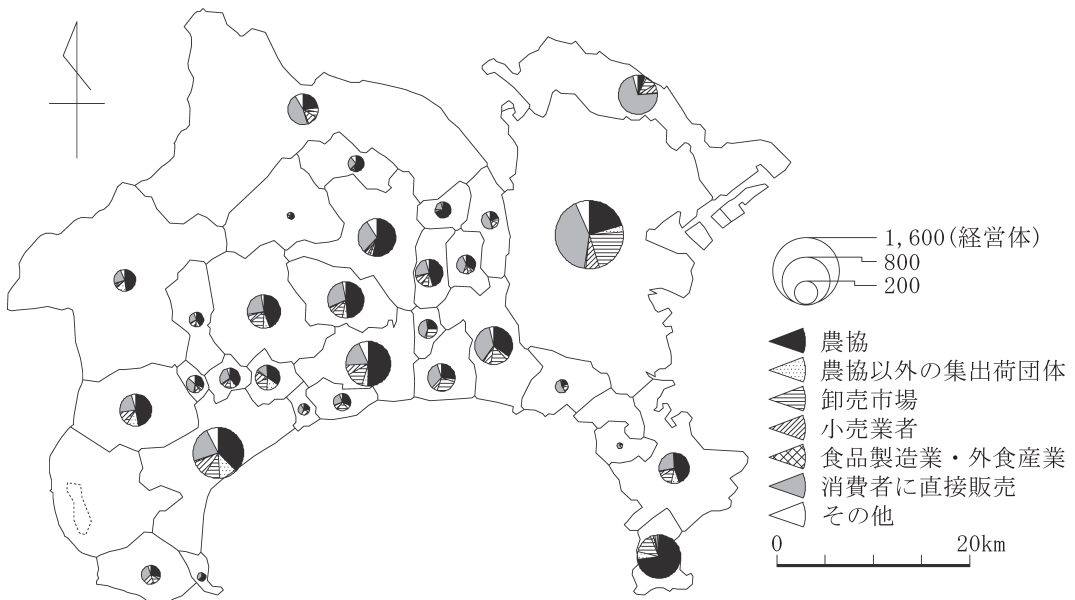 1,600(経営体)
800
200
農協
農協以外の集出荷団体
卸売市場
小売業者
食品製造業・外食産業
消費者に直接販売
その他
0 20km